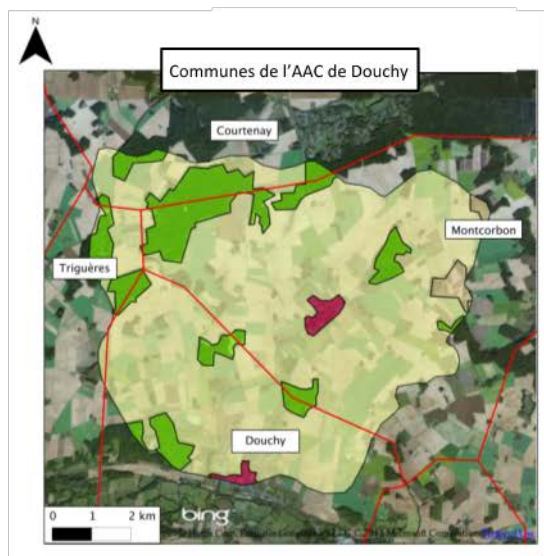 N
Communes de l'AAC de Douchy
Courtenay
Montcorbon
Triguères
Douchy
0 1 2 km
bing